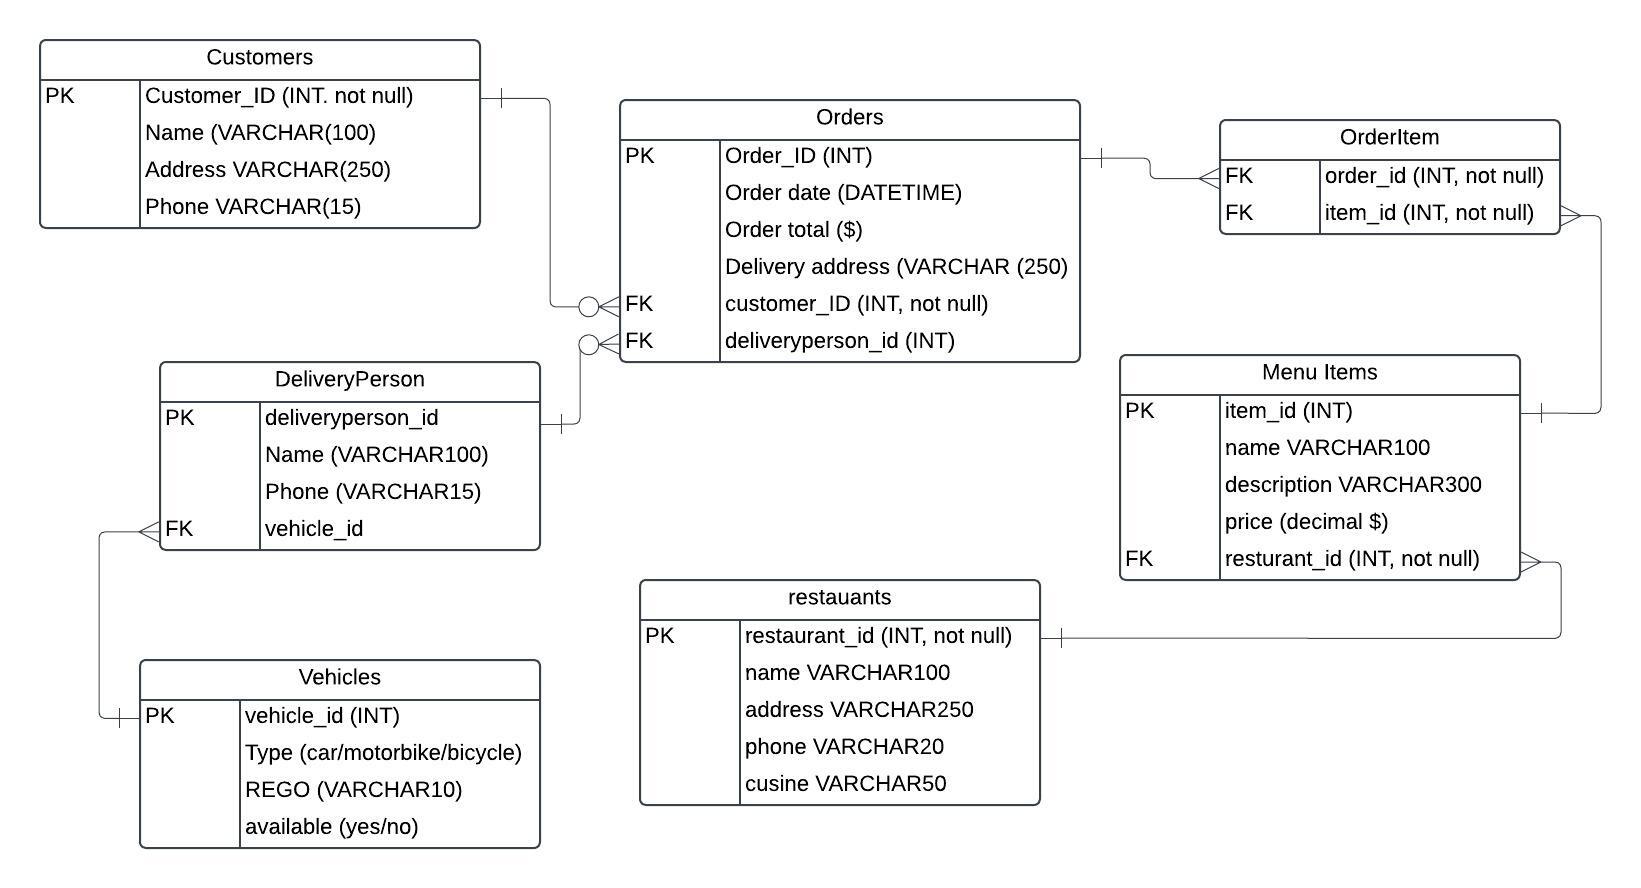 Customers
PK Customer_ID (INT. not null)
Name (VARCHAR(100)
Address VARCHAR(250)
Phone VARCHAR(15)
Orders
PK Order_ID (INT)
Order date (DATETIME)
Order total ($)
Delivery address (VARCHAR (250)
FK customer_ID (INT, not null)
FK deliveryperson_id (INT)
OrderItem
FK order_id (INT, not null)
FK item_id (INT, not null)
DeliveryPerson
PK deliveryperson_id
Name (VARCHAR100)
Phone (VARCHAR15)
FK vehicle_id
Menu Items
PK item_id (INT)
name VARCHAR100
description VARCHAR300
price (decimal $)
FK resturant_id (INT, not null)
restauants
PK restaurant_id (INT, not null)
name VARCHAR100
address VARCHAR250
phone VARCHAR20
cusine VARCHAR50
Vehicles
PK vehicle_id (INT)
Type (car/motorbike/bicycle)
REGO (VARCHAR10)
available (yes/no)